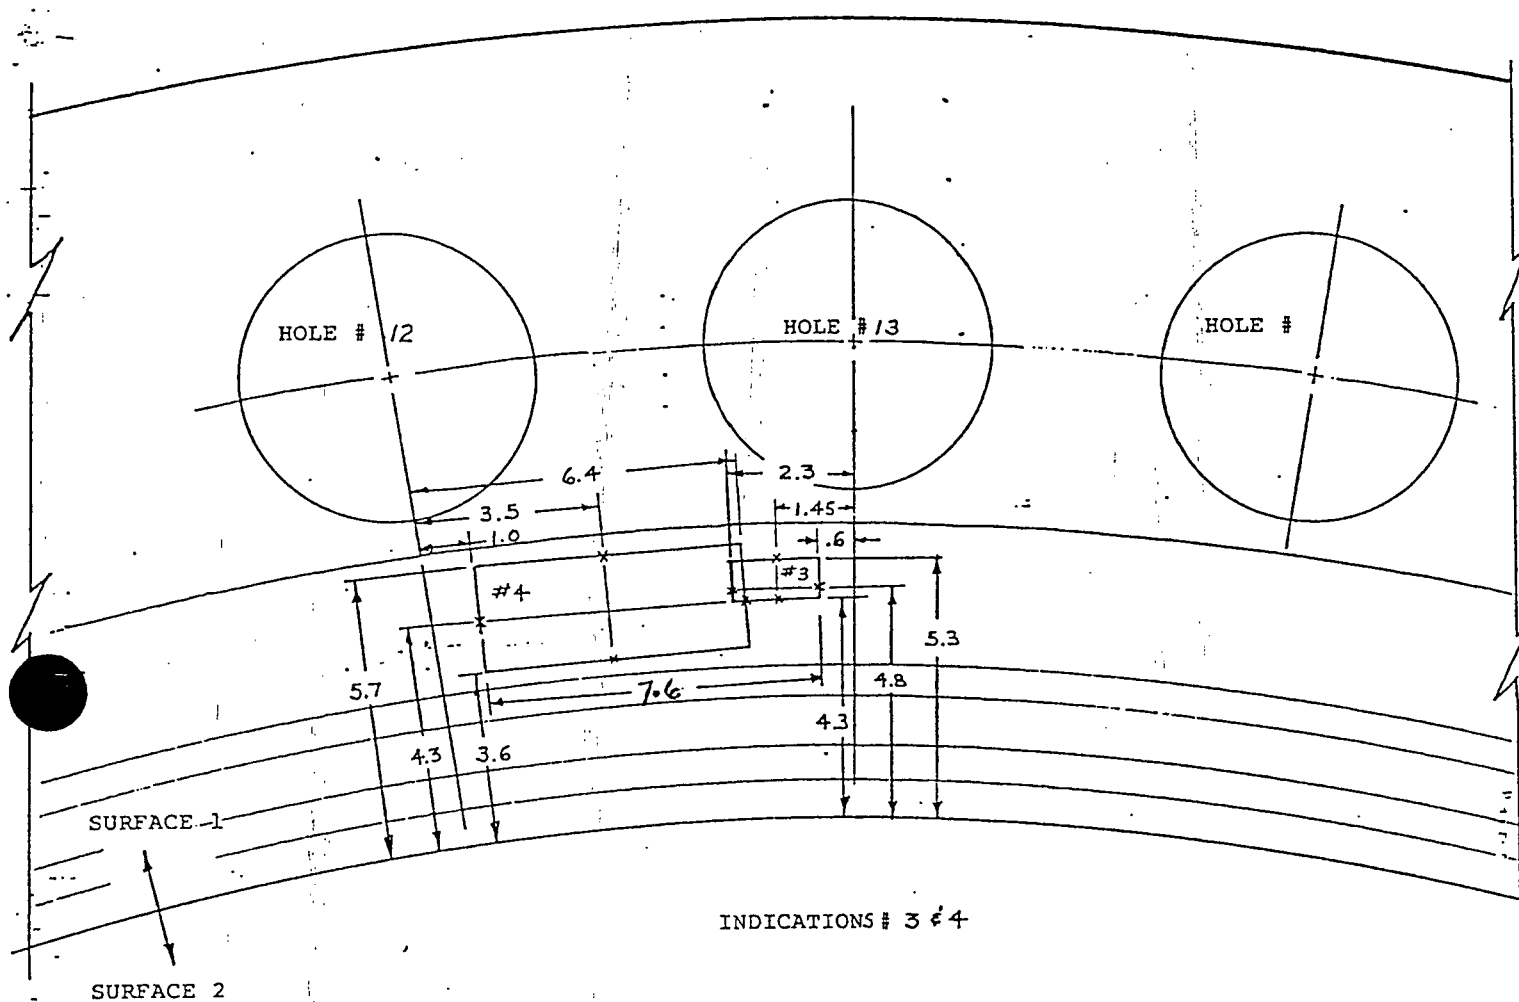 HOLE # 12
HOLE # 13
HOLE #
6.4
2.3
3.5
1.45
1.0
.6
#4
#3
5.3
5.7
7.6
4.8
4.3
4.3
3.6
SURFACE 1
INDICATIONS # 3 & 4
SURFACE 2